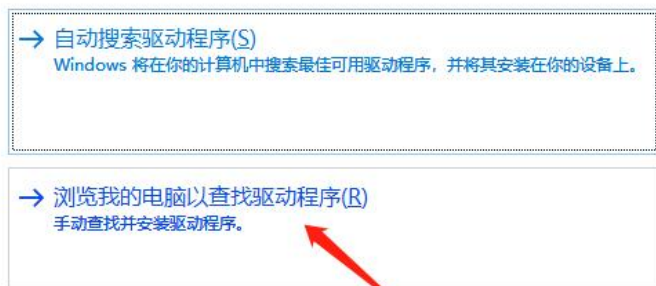 → 自动搜索驱动程序(S)
Windows 将在你的计算机中搜索最佳可用驱动程序，并将其安装在你的设备上。
→ 浏览我的电脑以查找驱动程序(R)
手动查找并安装驱动程序。